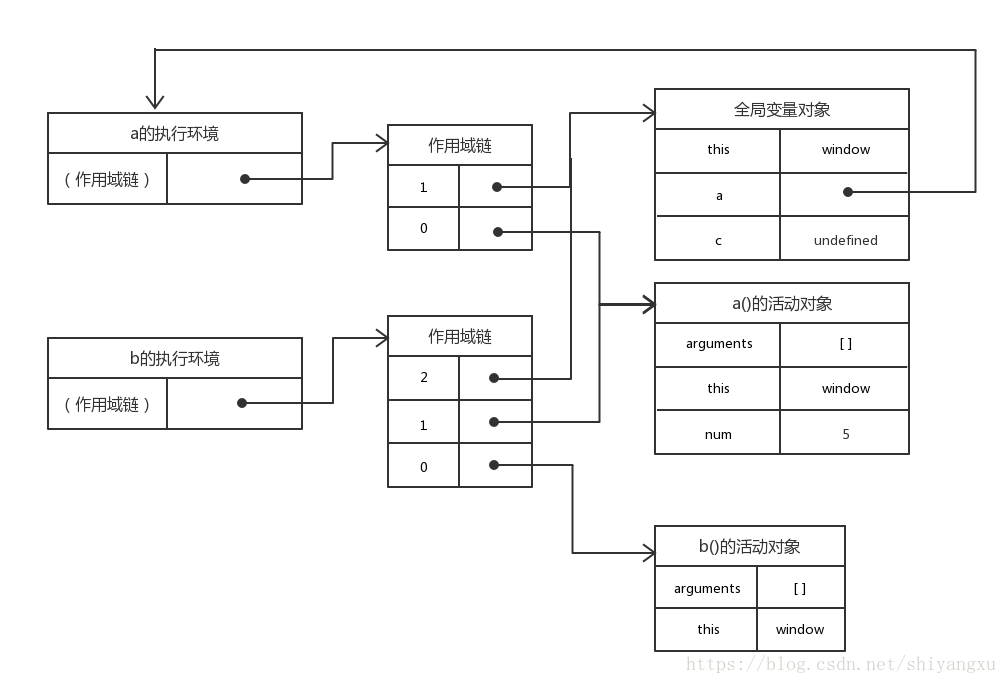 a的执行环境
（作用域链）
作用域链
1
0
全局变量对象
this window
a
c undefined
b的执行环境
（作用域链）
作用域链
2
1
0
a()的活动对象
arguments [ ]
this window
num 5
b()的活动对象
arguments [ ]
this window
https://blog.csdn.net/shiyangxu